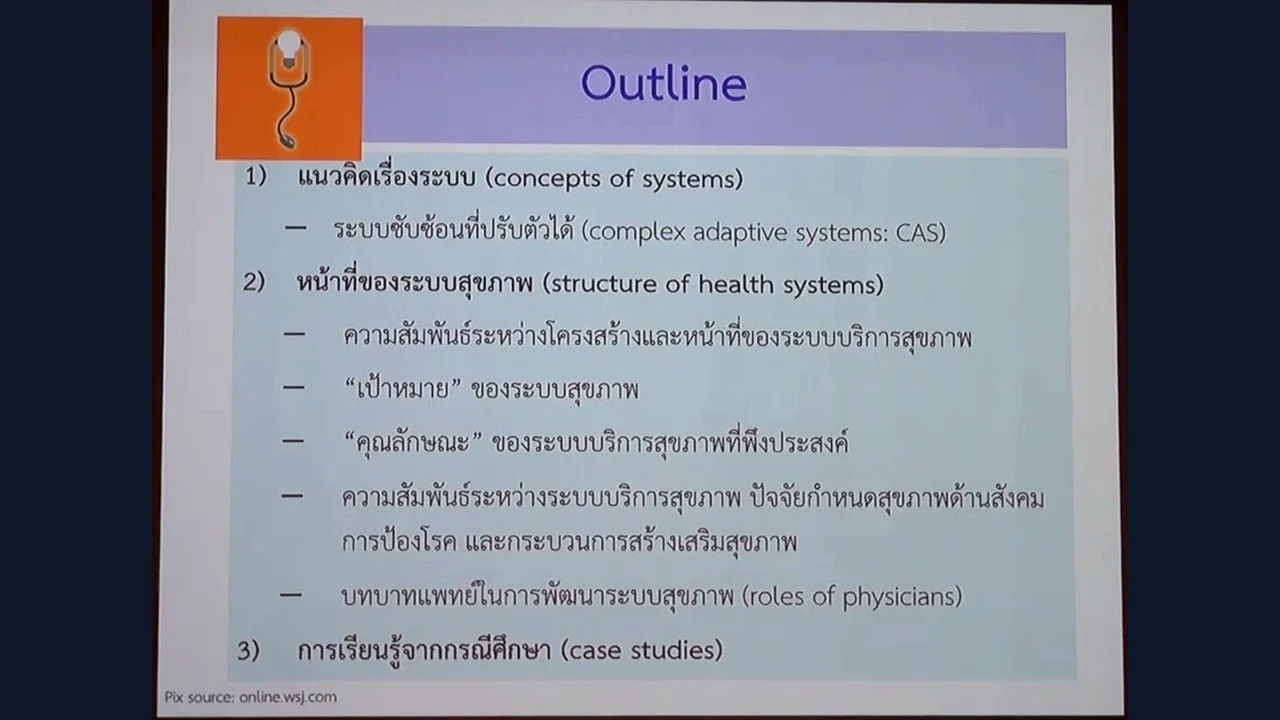 Outline
1) แนวคิดเรื่องระบบ (concepts of systems)
— ระบบซับซ้อนที่ปรับตัวได้ (complex adaptive systems: CAS)
2) หน้าที่ของระบบสุขภาพ (structure of health systems)
— ความสัมพันธ์ระหว่างโครงสร้างและหน้าที่ของระบบบริการสุขภาพ
— “เป้าหมาย” ของระบบสุขภาพ
— “คุณลักษณะ” ของระบบบริการสุขภาพที่พึงประสงค์
— ความสัมพันธ์ระหว่างระบบบริการสุขภาพ ปัจจัยกำหนดสุขภาพด้านสังคม
การป้องโรค และกระบวนการสร้างเสริมสุขภาพ
— บทบาทแพทย์ในการพัฒนาระบบสุขภาพ (roles of physicians)
3) การเรียนรู้จากกรณีศึกษา (case studies)
Pix source: online.wsj.com